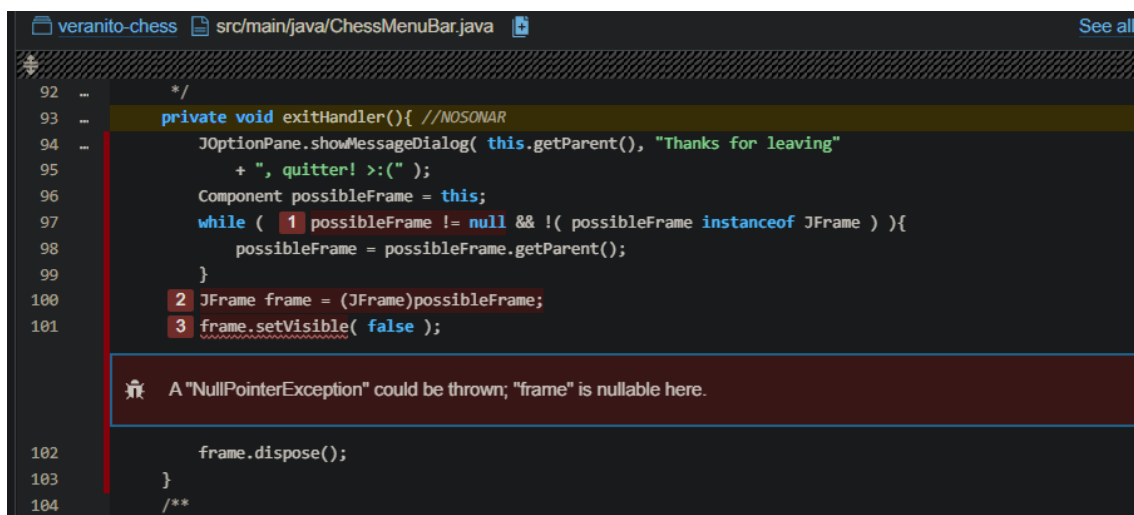 veranito-chess src/main/java/ChessMenuBar.java See all
92 … */
93 … private void exitHandler(){ //NOSONAR
94 … JOptionPane.showMessageDialog( this.getParent(), "Thanks for leaving"
95 + ", quitter! >:(" );
96 Component possibleFrame = this;
97 while ( 1 possibleFrame != null && !( possibleFrame instanceof JFrame ) ){
98 possibleFrame = possibleFrame.getParent();
99 }
100 2 JFrame frame = (JFrame)possibleFrame;
101 3 frame.setVisible( false );
A "NullPointerException" could be thrown; "frame" is nullable here.
102 frame.dispose();
103 }
104 /**